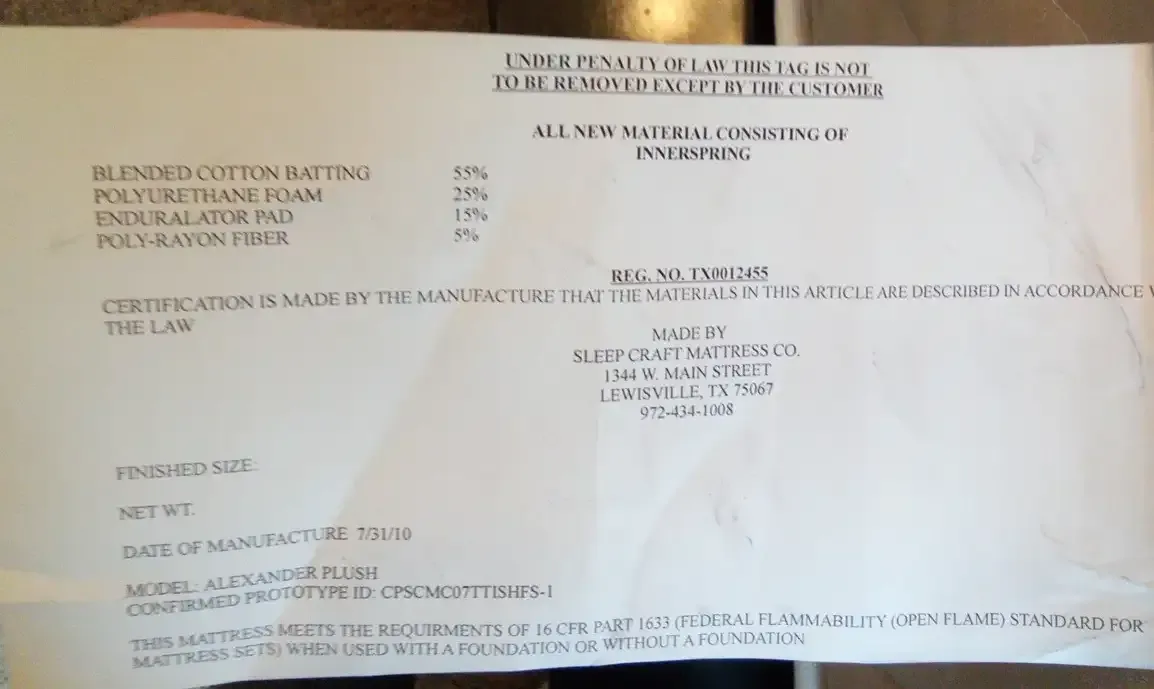 UNDER PENALTY OF LAW THIS TAG IS NOT
TO BE REMOVED EXCEPT BY THE CUSTOMER
ALL NEW MATERIAL CONSISTING OF
INNERSPRING
BLENDED COTTON BATTING 55%
POLYURETHANE FOAM 25%
ENDURALATOR PAD 15%
POLY-RAYON FIBER 5%
REG. NO. TX0012455
CERTIFICATION IS MADE BY THE MANUFACTURE THAT THE MATERIALS IN THIS ARTICLE ARE DESCRIBED IN ACCORDANCE
THE LAW
MADE BY
SLEEP CRAFT MATTRESS CO.
1344 W. MAIN STREET
LEWISVILLE, TX 75067
972-434-1008
FINISHED SIZE:
NET WT.
DATE OF MANUFACTURE 7/31/10
MODEL: ALEXANDER PLUSH
CONFIRMED PROTOTYPE ID: CPSCMC07TTISHFS-1
THIS MATTRESS MEETS THE REQUIRMENTS OF 16 CFR PART 1633 (FEDERAL FLAMMABILITY (OPEN FLAME) STANDARD FOR
MATTRESS SETS) WHEN USED WITH A FOUNDATION OR WITHOUT A FOUNDATION